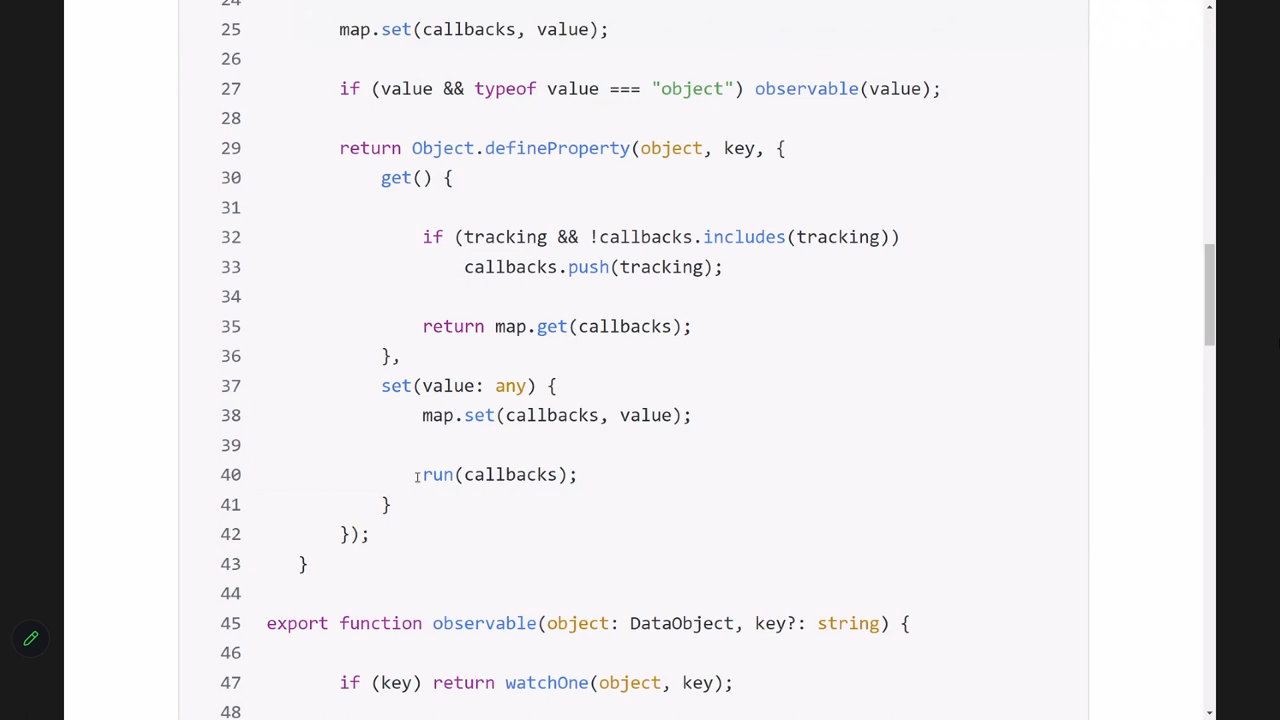 24
25 map.set(callbacks, value);
26
27 if (value && typeof value === "object") observable(value);
28
29 return Object.defineProperty(object, key, {
30 get() {
31
32 if (tracking && !callbacks.includes(tracking))
33 callbacks.push(tracking);
34
35 return map.get(callbacks);
36 },
37 set(value: any) {
38 map.set(callbacks, value);
39
40 run(callbacks);
41 }
42 });
43 }
44
45 export function observable(object: DataObject, key?: string) {
46
47 if (key) return watchOne(object, key);
48